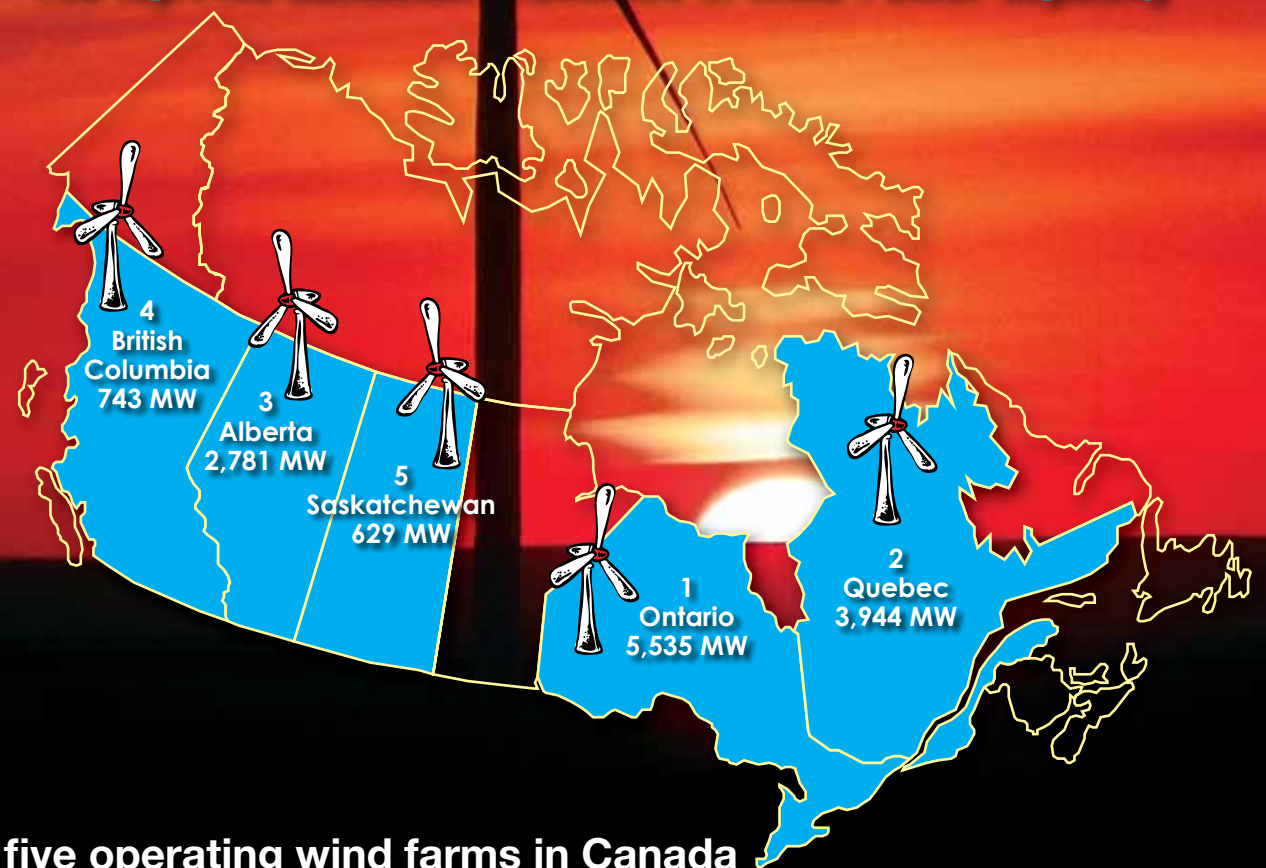 4
British
Columbia
743 MW
3
Alberta
2,781 MW
5
Saskatchewan
629 MW
1
Ontario
5,535 MW
2
Quebec
3,944 MW
five operating wind farms in Canada